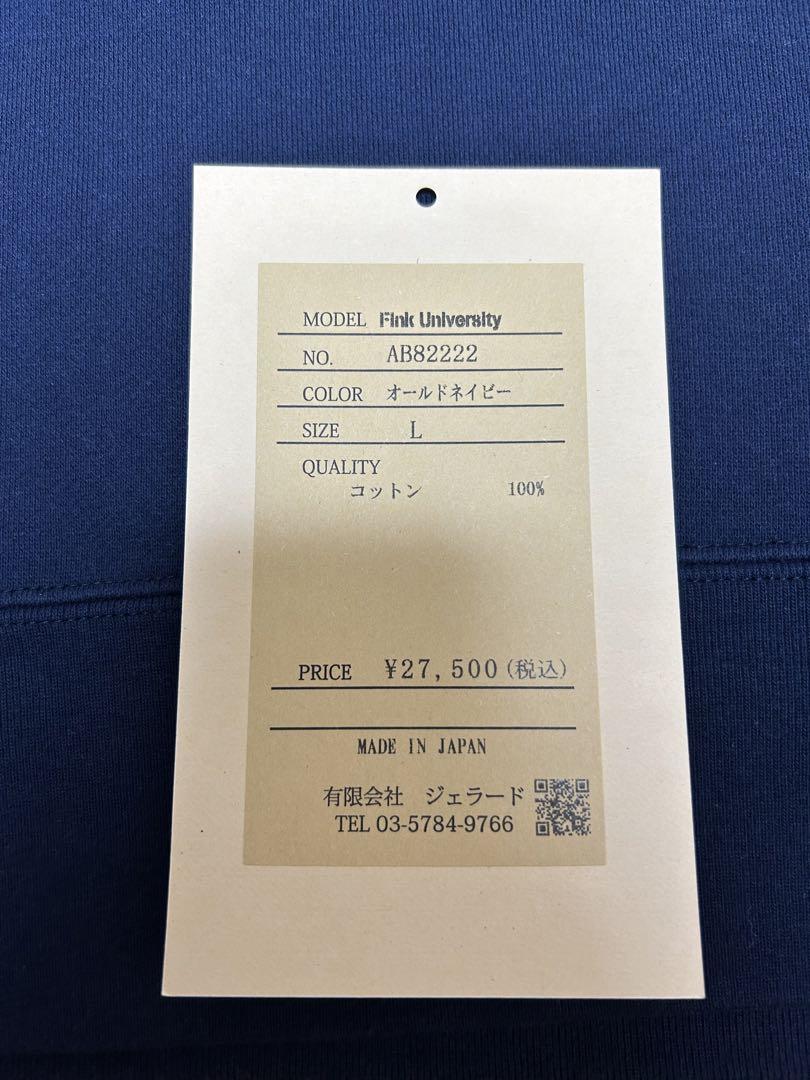 MODEL Fink University
NO. AB82222
COLOR オールドネイビー
SIZE L
QUALITY
コットン 100%
PRICE ¥27,500(税込)
MADE IN JAPAN
有限会社 ジェラード
TEL 03-5784-9766